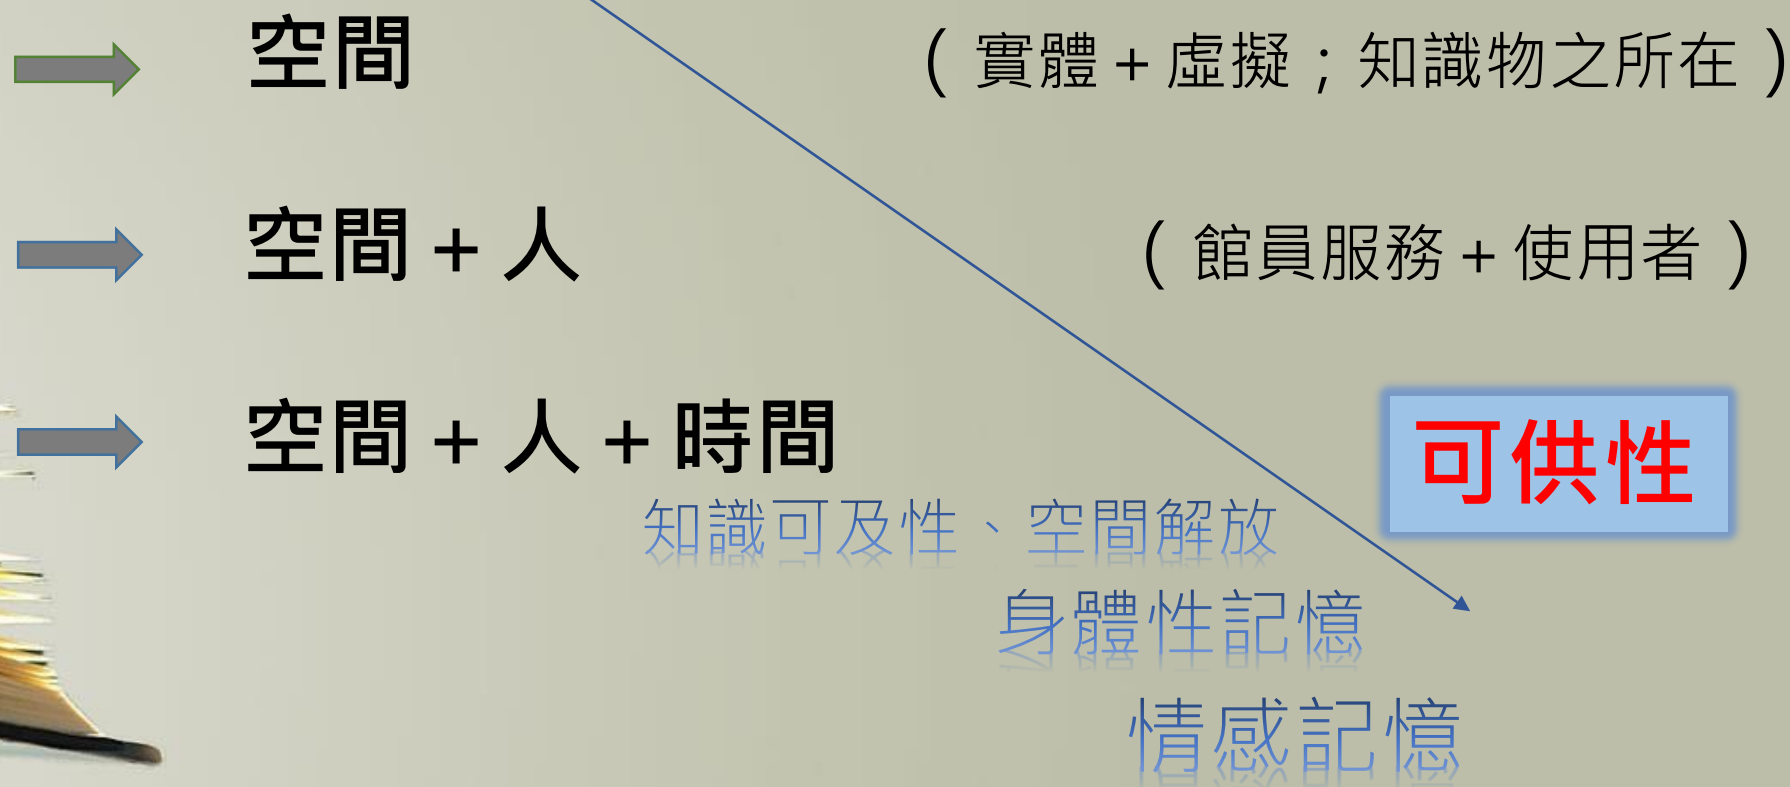 空間 （實體+虛擬；知識物之所在）
空間+人 （館員服務+使用者）
空間+人+時間
可供性
知識可及性、空間解放
身體性記憶
情感記憶